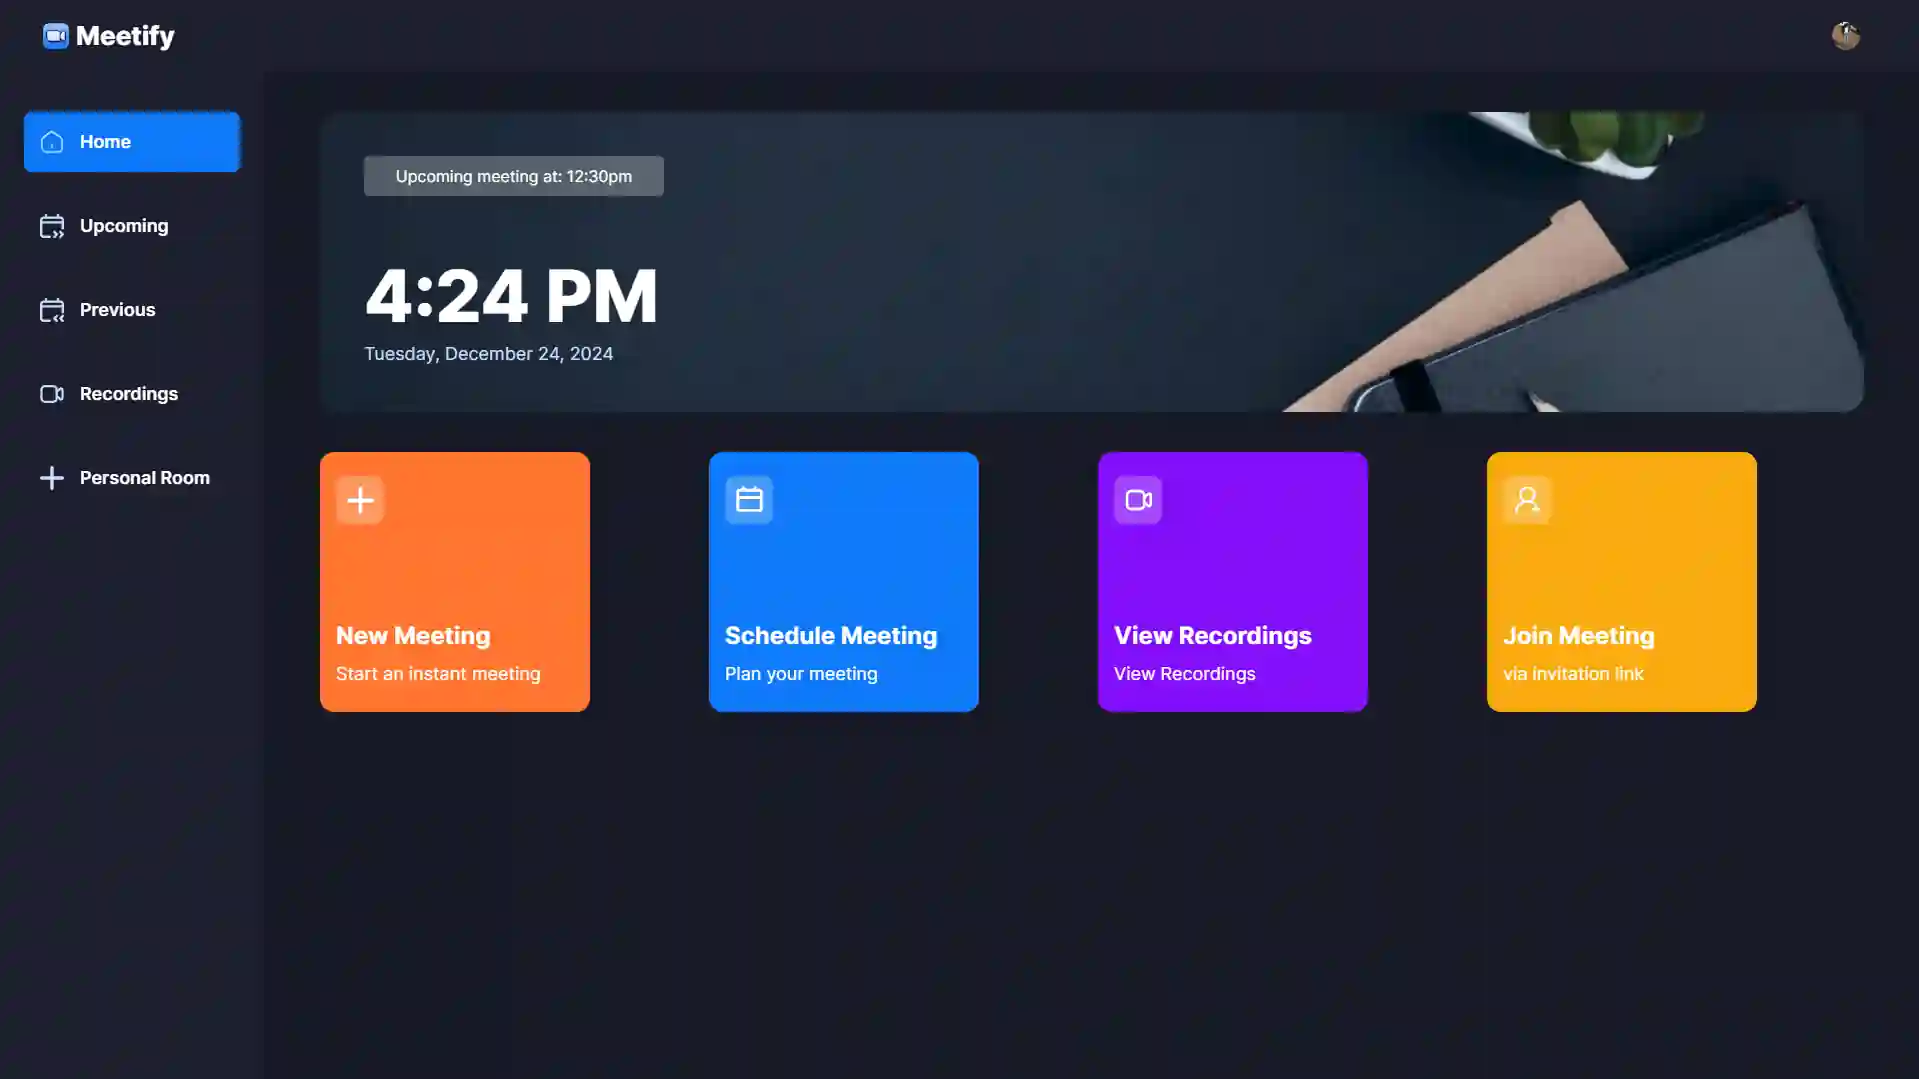 Meetify
Home
Upcoming
Previous
Recordings
Personal Room
Upcoming meeting at: 12:30pm
4:24 PM
Tuesday, December 24, 2024
New Meeting
Start an instant meeting
Schedule Meeting
Plan your meeting
View Recordings
View Recordings
Join Meeting
via invitation link